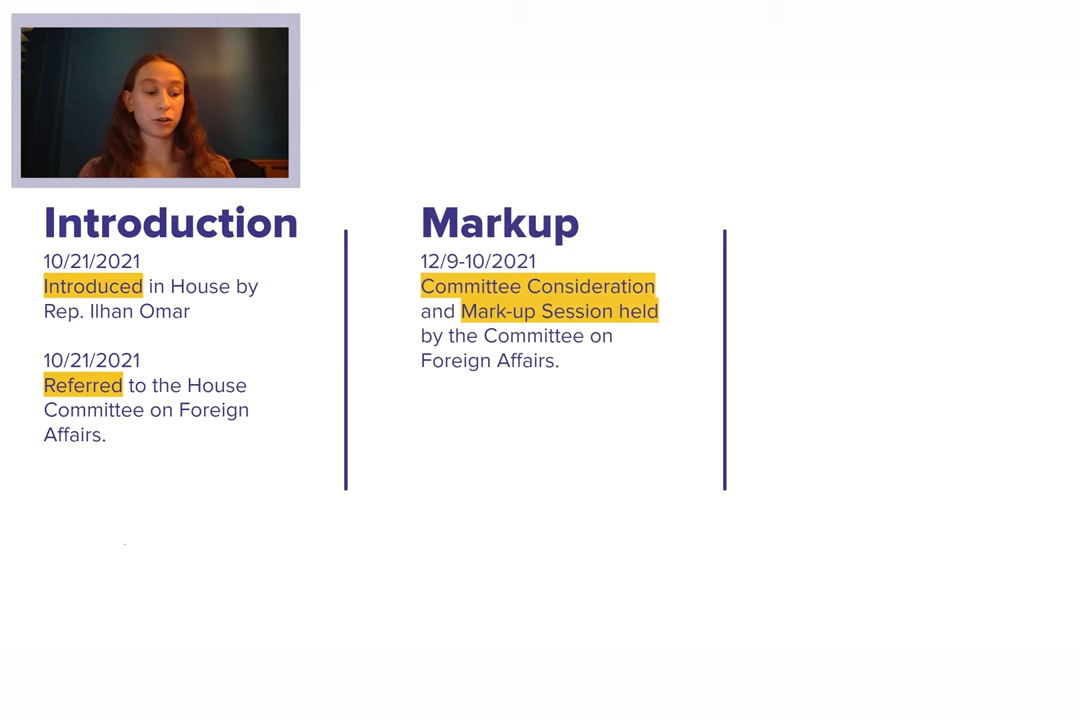 Introduction
10/21/2021
Introduced in House by
Rep. Ilhan Omar
10/21/2021
Referred to the House
Committee on Foreign
Affairs.
Markup
12/9-10/2021
Committee Consideration
and Mark-up Session held
by the Committee on
Foreign Affairs.